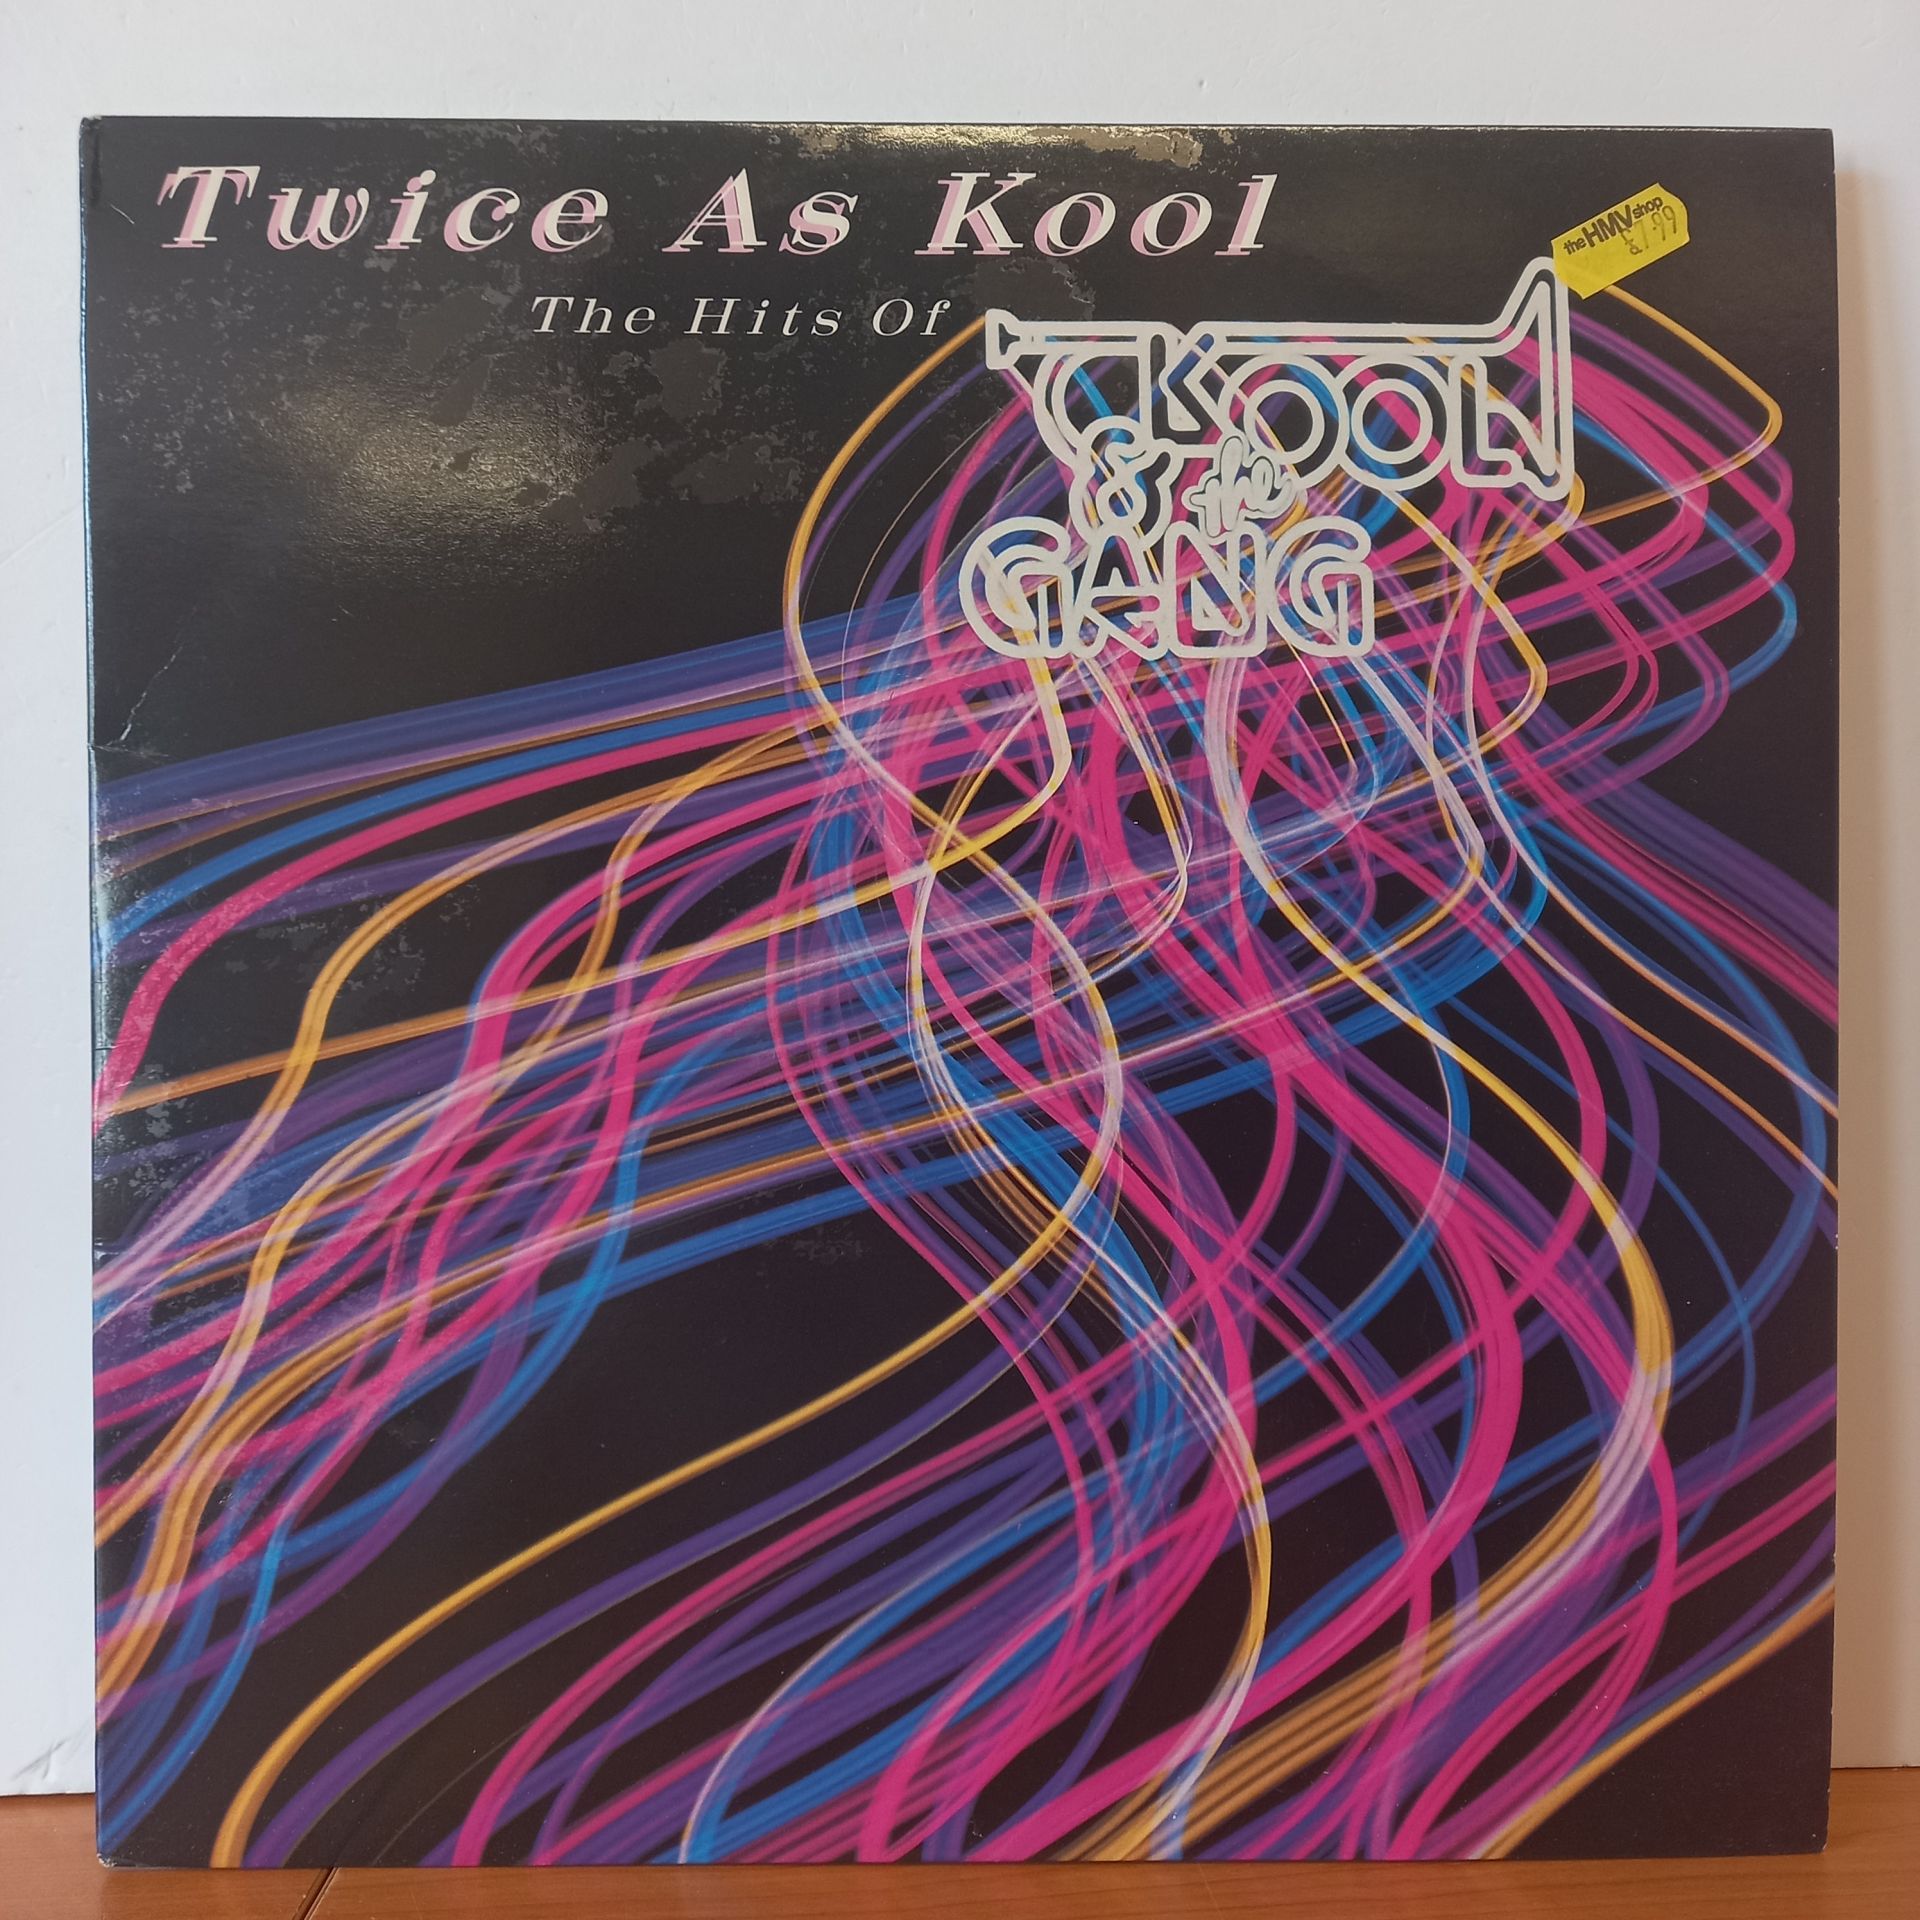 Twice As Kool
the HMV shop
£7.99
The Hits Of
KOOL
& the
GANG